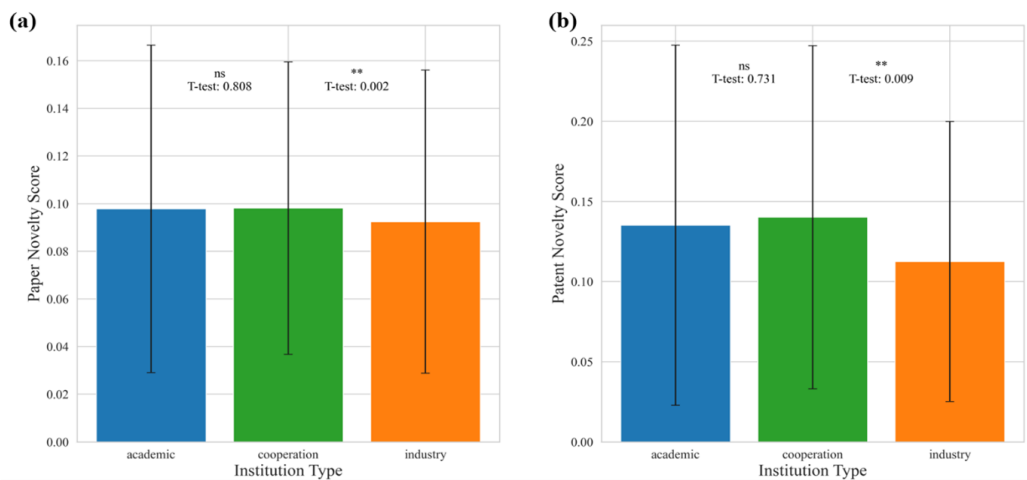 (a)
Paper Novelty Score
0.16
0.14
0.12
0.10
0.08
0.06
0.04
0.02
0.00
ns
T-test: 0.808
**
T-test: 0.002
academic
cooperation
industry
Institution Type
(b)
Patent Novelty Score
0.25
0.20
0.15
0.10
0.05
0.00
ns
T-test: 0.731
**
T-test: 0.009
academic
cooperation
industry
Institution Type